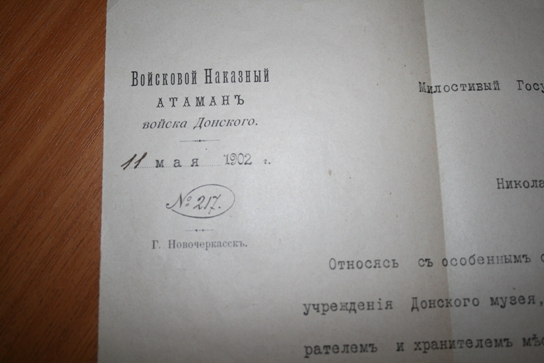 Войсковой Наказный
АТАМАНЪ
войска Донского.
11 мая 1902 г.
№ 217.
Г. Новочеркасскъ.
Милостивый Госу
Никола
Относясь съ особеннымъ
учрежденія Донского музея,
рателемъ и хранителемъ мѣс